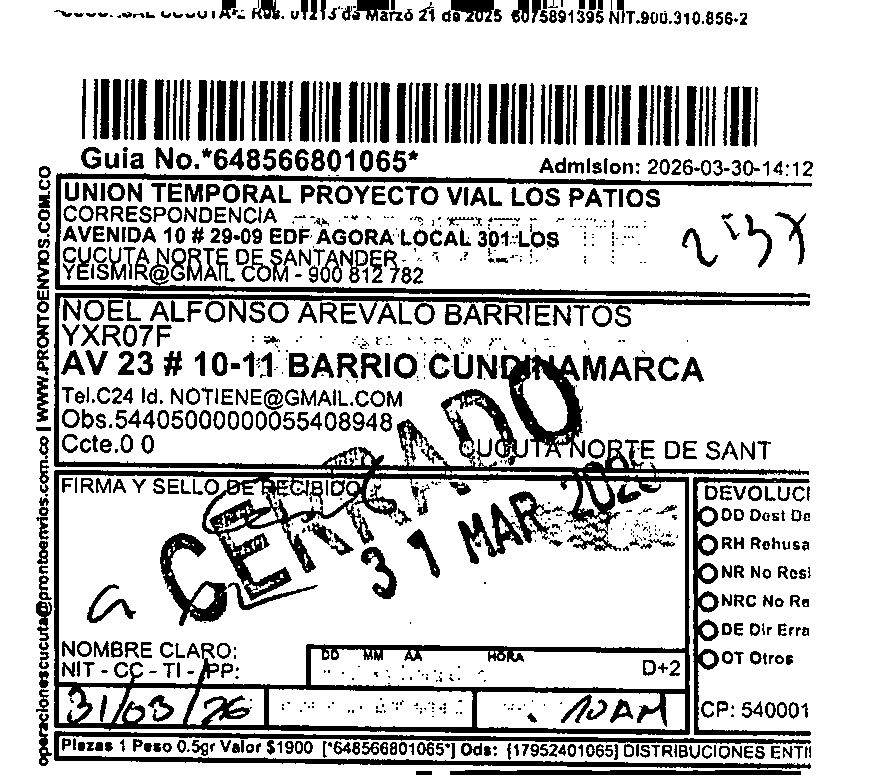 Res. 01213 de Marzo 21 de 2025 6075891395 NIT.900.310.856-2
Guia No.*648566801065*
Admision: 2026-03-30-14:12
UNION TEMPORAL PROYECTO VIAL LOS PATIOS
CORRESPONDENCIA
AVENIDA 10 # 29-09 EDF AGORA LOCAL 301 LOS
CUCUTA NORTE DE SANTANDER
YEISMIR@GMAIL COM - 900 812 782
NOEL ALFONSO AREVALO BARRIENTOS
YXR07F
AV 23 # 10-11 BARRIO CUNDINAMARCA
Tel.C24 Id. NOTIENE@GMAIL.COM
Obs.54405000000055408948
Ccte.0 0
CUCUTA NORTE DE SANT
FIRMA Y SELLO DE RECIBIDO
CERRADO
31 MAR 2026
DEVOLUCI
DD Dest De
RH Rehusa
NR No Resi
NRC No Re
DE Dir Erra
OT Otros
CP: 540001
NOMBRE CLARO:
NIT - CC - TI - PP:
DD MM AA HORA
D+2
31/03/26
10 AM
Piezas 1 Peso 0.5gr Valor $1900 [*648566801065*] Ods: {17952401065} DISTRIBUCIONES ENTI
operacionescucuta@prontoenvios.com.co | WWW.PRONTOENVIOS.COM.CO